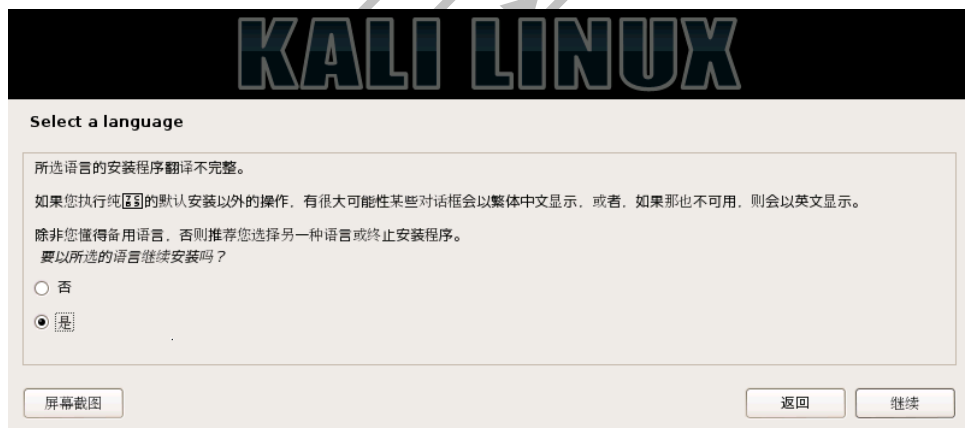 KALI LINUX
Select a language
所选语言的安装程序翻译不完整。
如果您执行纯的默认安装以外的操作，有很大可能性某些对话框会以繁体中文显示，或者，如果那也不可用，则会以英文显示。
除非您懂得备用语言，否则推荐您选择另一种语言或终止安装程序。
要以所选的语言继续安装吗？
否
是
屏幕截图
返回
继续